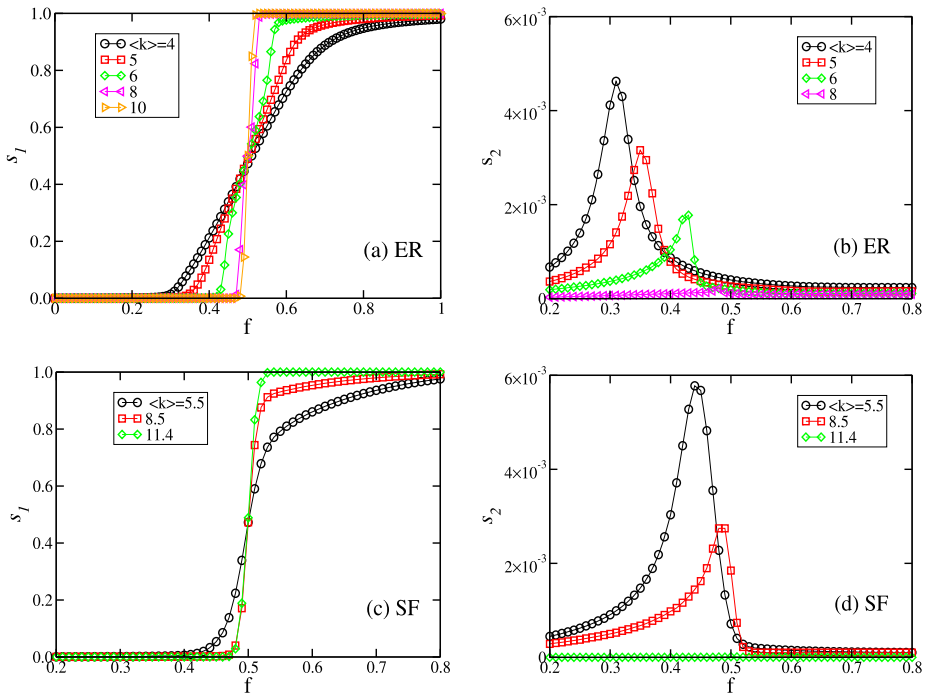 1.0
0.8
0.6
0.4
0.2
0.0
s1
<k>=4
5
6
8
10
(a) ER
0 0.2 0.4 0.6 0.8 1
f
6×10-3
4×10-3
2×10-3
0
s2
<k>=4
5
6
8
(b) ER
0.2 0.3 0.4 0.5 0.6 0.7 0.8
f
1.0
0.8
0.6
0.4
0.2
0.0
s1
<k>=5.5
8.5
11.4
(c) SF
0.2 0.3 0.4 0.5 0.6 0.7 0.8
f
6×10-3
4×10-3
2×10-3
0
s2
<k>=5.5
8.5
11.4
(d) SF
0.2 0.3 0.4 0.5 0.6 0.7 0.8
f